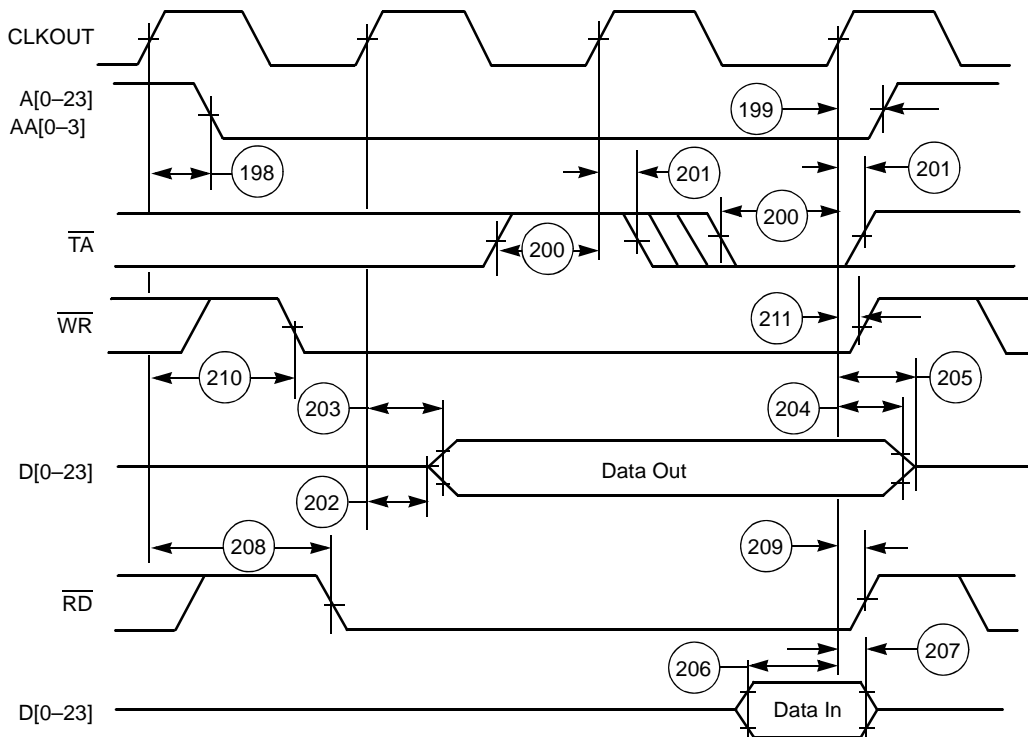 CLKOUT
A[0–23]
AA[0–3]
199
198
201
201
TA
200
200
WR
211
210
205
203
204
D[0–23]
Data Out
202
208
209
RD
206
207
D[0–23]
Data In